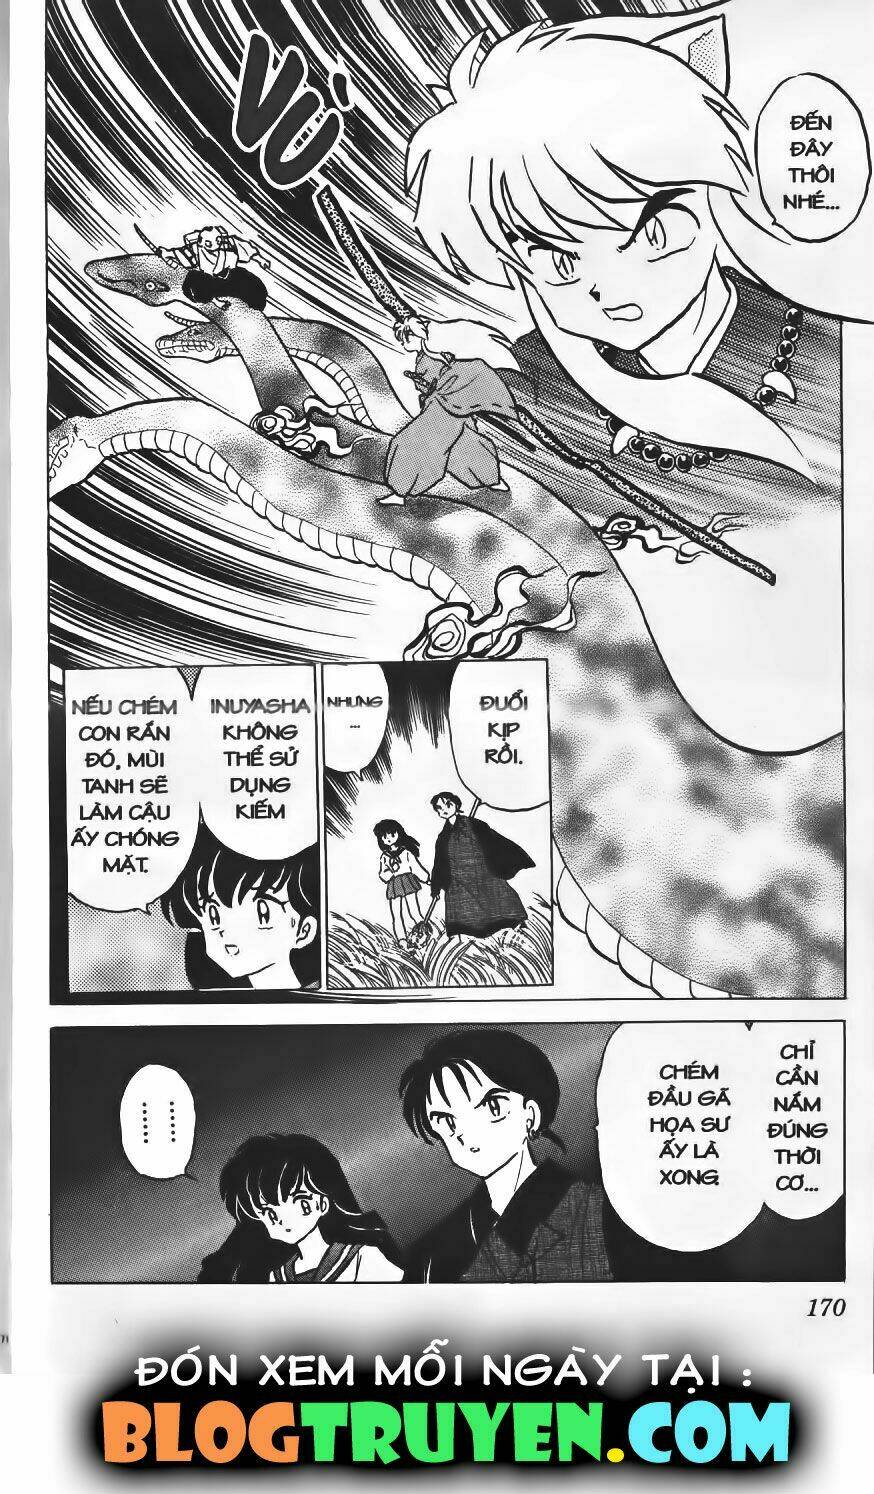 VÙ
ĐẾN
ĐÂY
THÔI
NHÉ...
ĐUỔI
KỊP
RỒI.
NHƯNG
...
INUYASHA
KHÔNG
THỂ SỬ
DỤNG
KIẾM
NẾU CHÉM
CON RẮN
ĐÓ, MÙI
TANH SẼ
LÀM CẬU
ẤY CHÓNG
MẶT.
CHỈ
CẦN
NẮM
ĐÚNG
THỜI
CƠ...
CHÉM
ĐẦU GÃ
HỌA SƯ
ẤY LÀ
XONG.
......
170
ĐÓN XEM MỖI NGÀY TẠI :
BLOGTRUYEN.COM